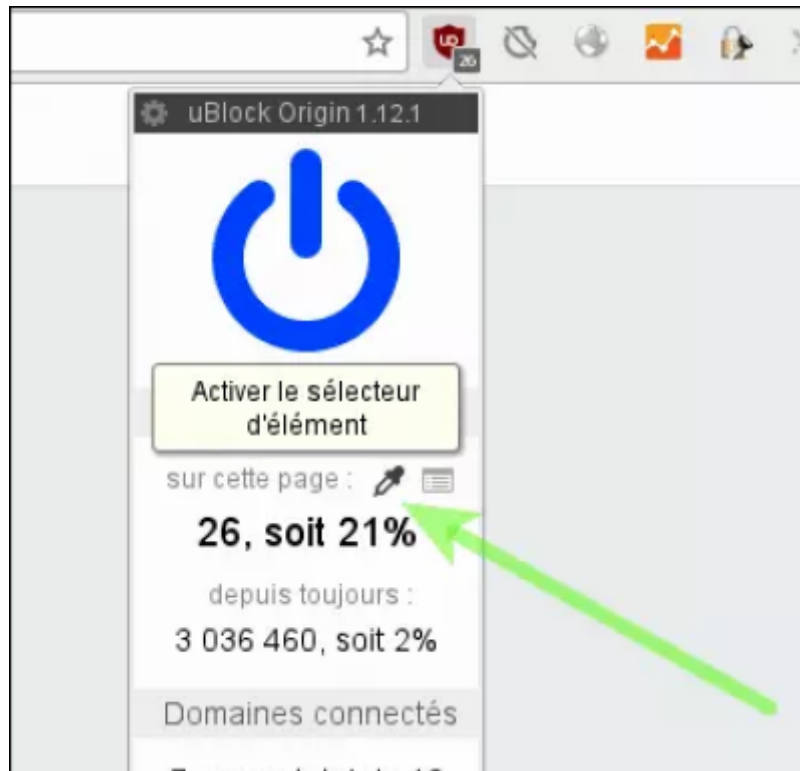 uO
26
uBlock Origin 1.12.1
Activer le sélecteur
d'élément
sur cette page :
26, soit 21%
depuis toujours :
3 036 460, soit 2%
Domaines connectés